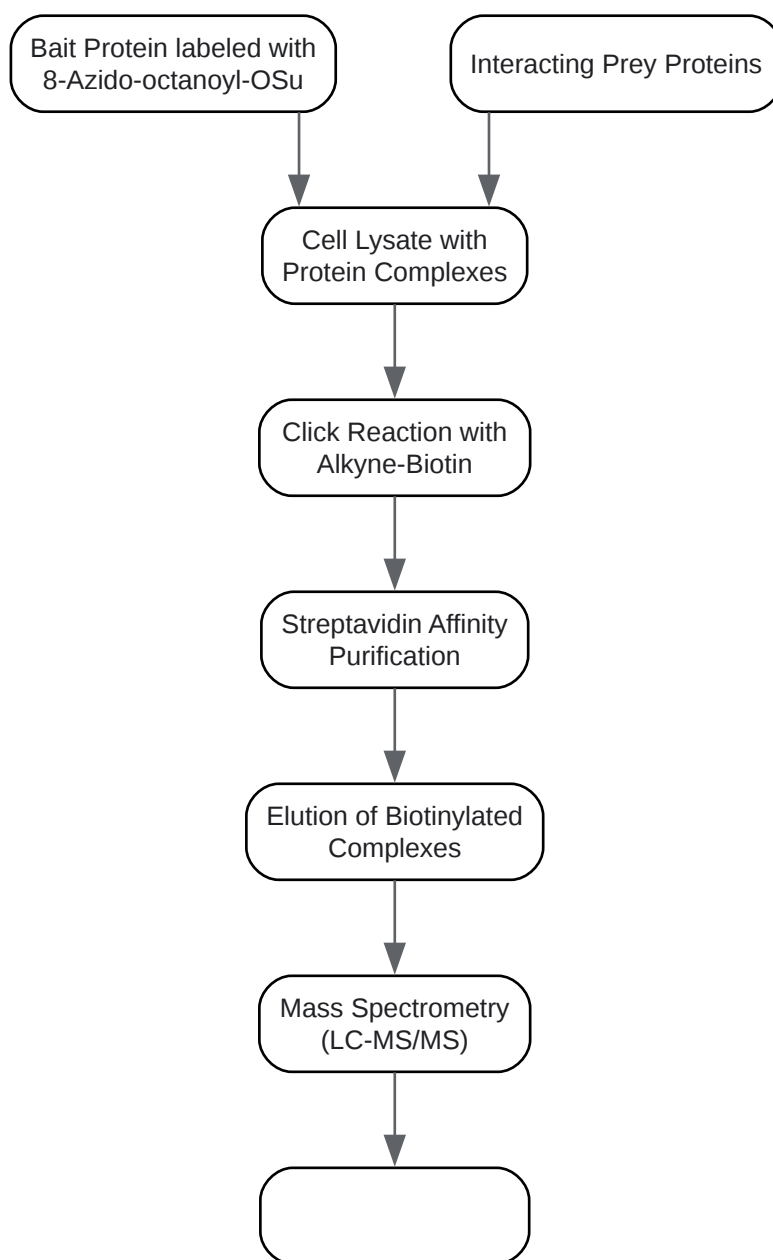 Bait Protein labeled with
8-Azido-octanoyl-OSu
Interacting Prey Proteins
Cell Lysate with
Protein Complexes
Click Reaction with
Alkyne-Biotin
Streptavidin Affinity
Purification
Elution of Biotinylated
Complexes
Mass Spectrometry
(LC-MS/MS)